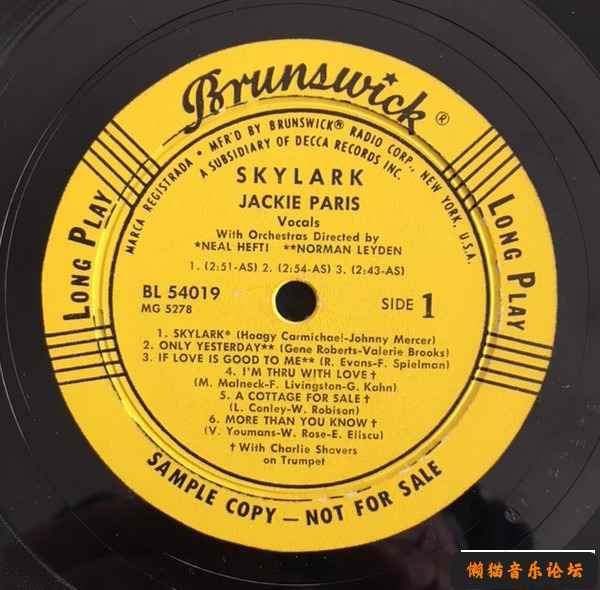 Brunswick®
MARCA REGISTRADA • MFR'D BY BRUNSWICK® RADIO CORP., NEW YORK, U.S.A.
A SUBSIDIARY OF DECCA RECORDS INC.
SKYLARK
JACKIE PARIS
Vocals
With Orchestras Directed by
*NEAL HEFTI **NORMAN LEYDEN
1. (2:51-AS) 2. (2:54-AS) 3. (2:43-AS)
LONG PLAY
LONG PLAY
BL 54019
MG 5278
SIDE 1
1. SKYLARK* (Hoagy Carmichael-Johnny Mercer)
2. ONLY YESTERDAY** (Gene Roberts-Valerie Brooks)
3. IF LOVE IS GOOD TO ME** (R. Evans-F. Spielman)
4. I'M THRU WITH LOVE †
(M. Malneck-F. Livingston-G. Kahn)
5. A COTTAGE FOR SALE †
(L. Conley-W. Robison)
6. MORE THAN YOU KNOW †
(V. Youmans-W. Rose-E. Eliscu)
† With Charlie Shavers
on Trumpet
SAMPLE COPY — NOT FOR SALE
懒猫音乐论坛